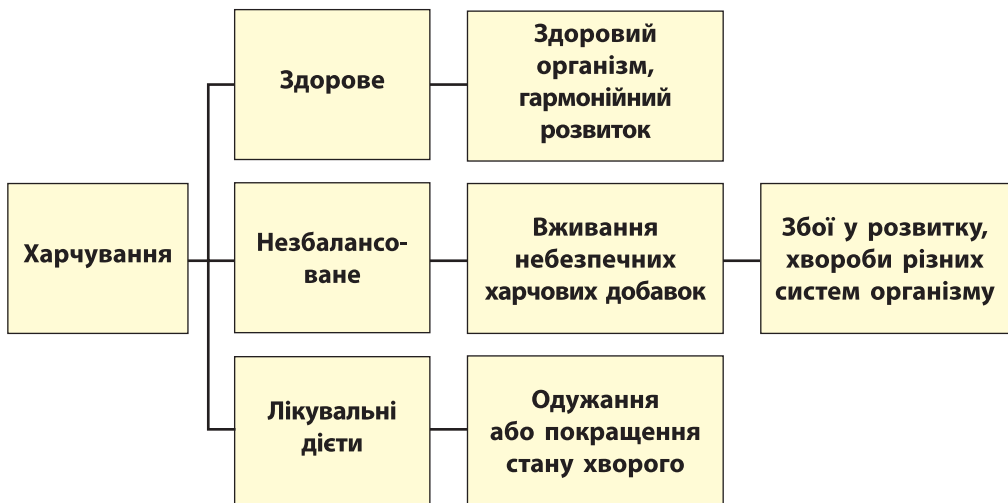 Здорове
Здоровий
організм,
гармонійний
розвиток
Харчування
Незбалансо-
ване
Вживання
небезпечних
харчових добавок
Збої у розвитку,
хвороби різних
систем організму
Лікувальні
дієти
Одужання
або покращення
стану хворого